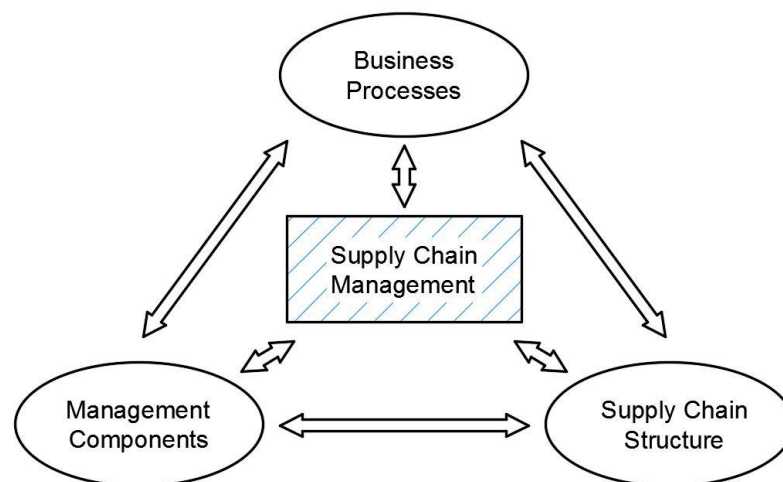 Business
Processes
Supply Chain
Management
Management
Components
Supply Chain
Structure